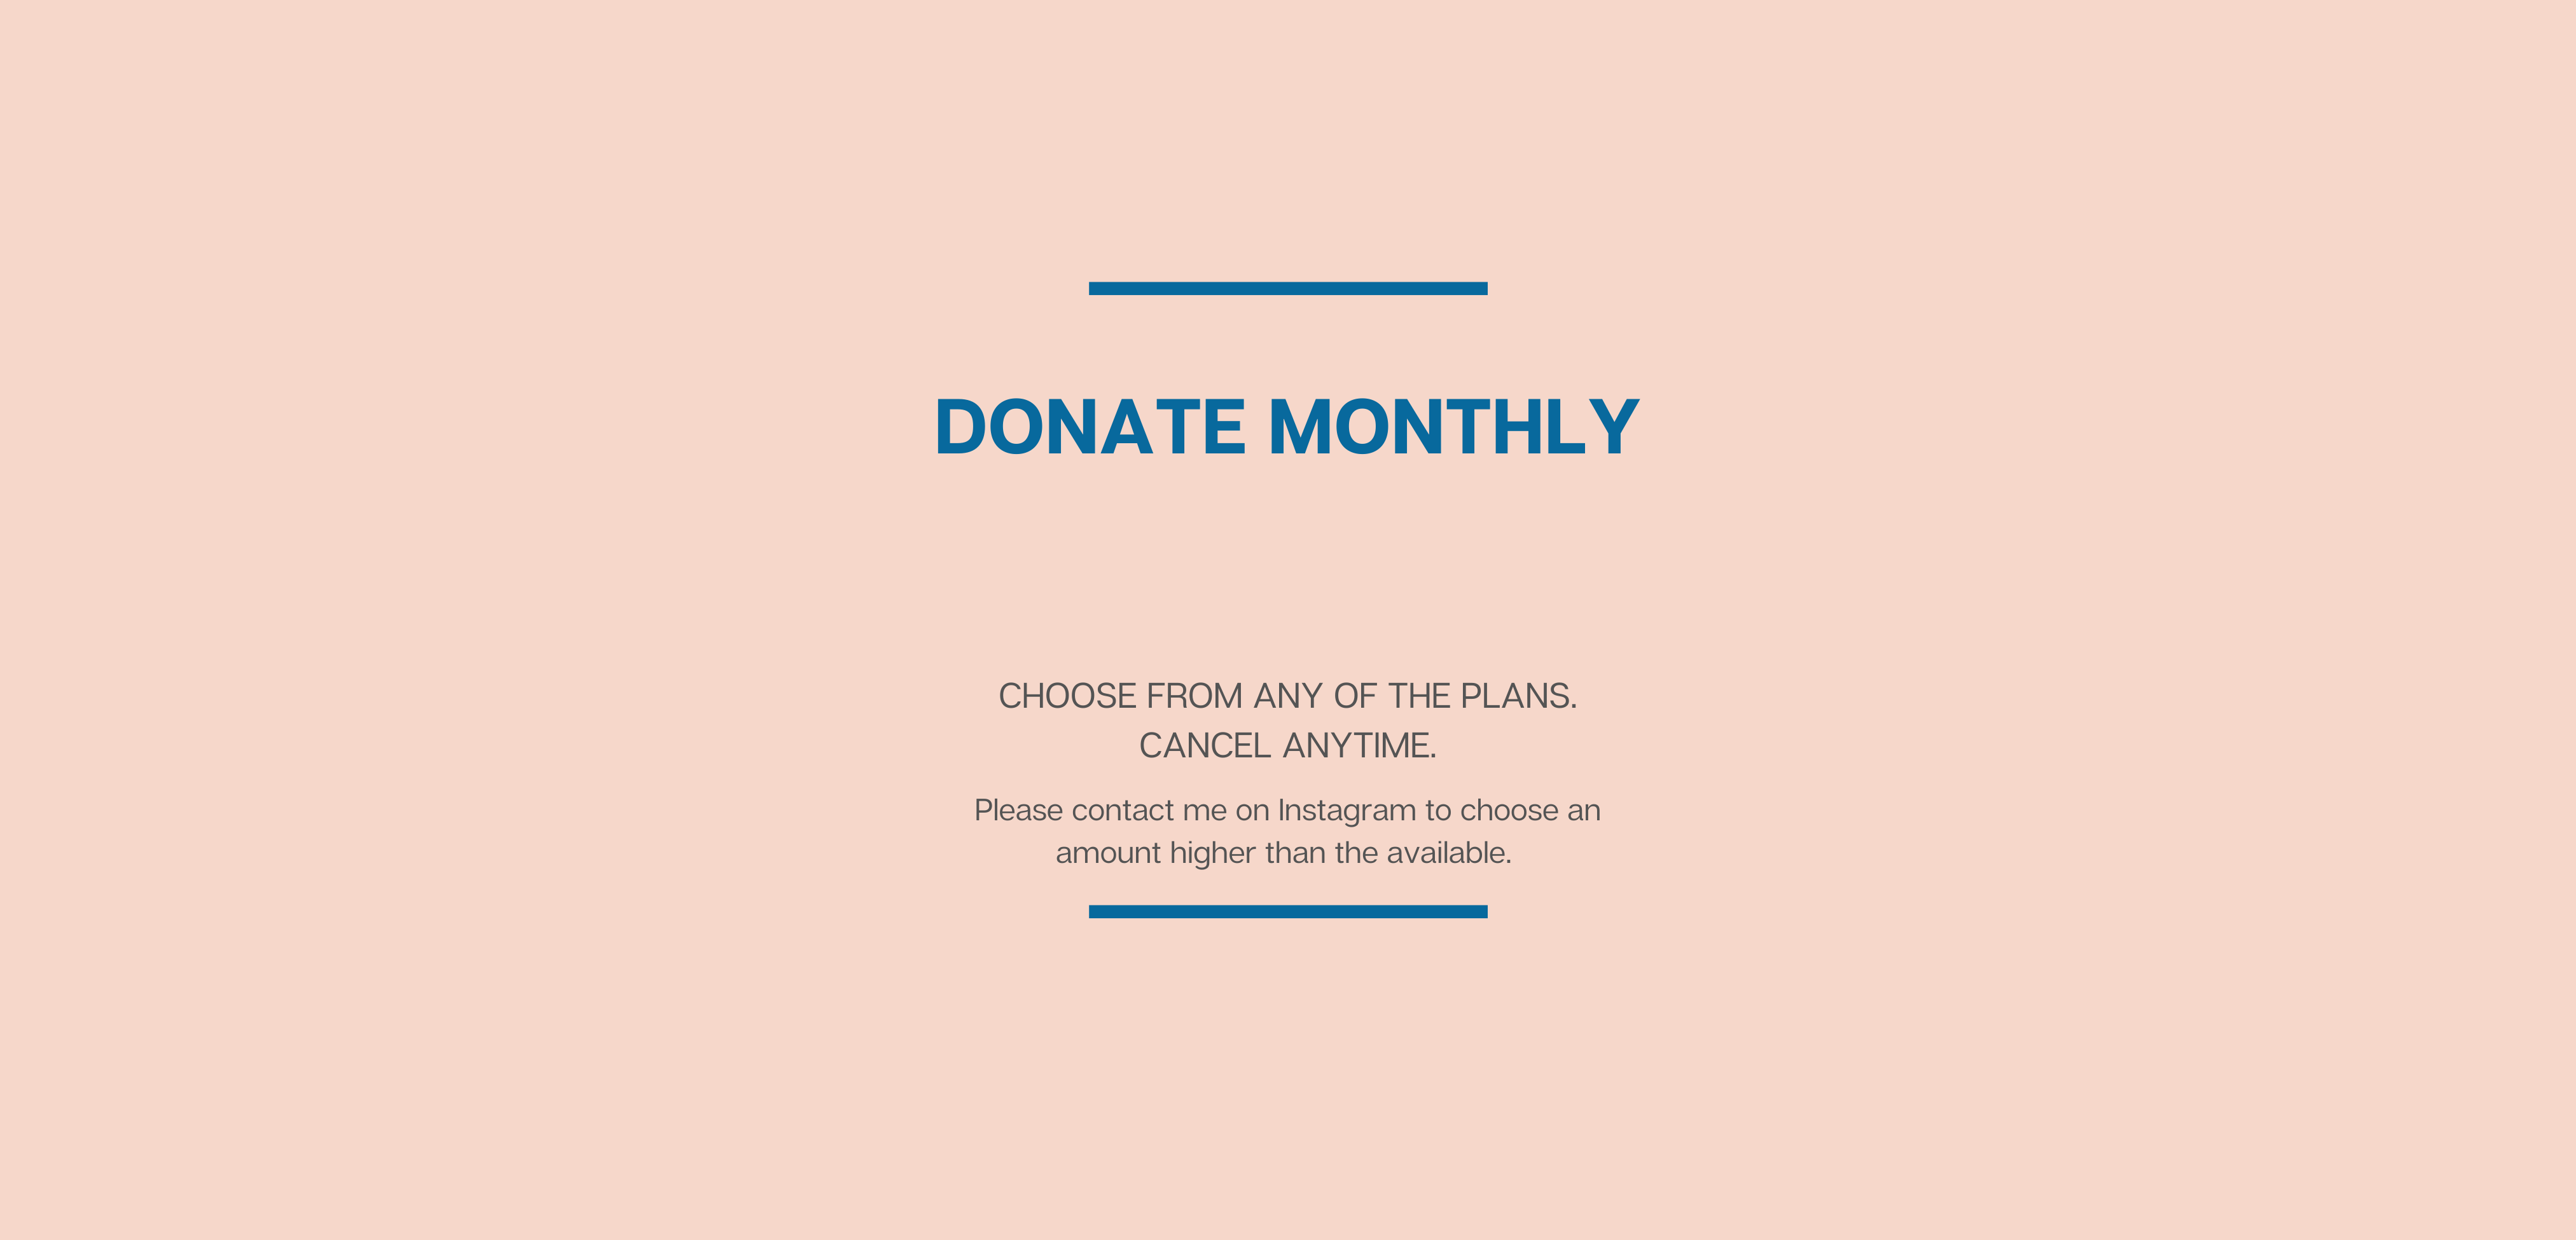 DONATE MONTHLY
CHOOSE FROM ANY OF THE PLANS.
CANCEL ANYTIME.
Please contact me on Instagram to choose an
amount higher than the available.